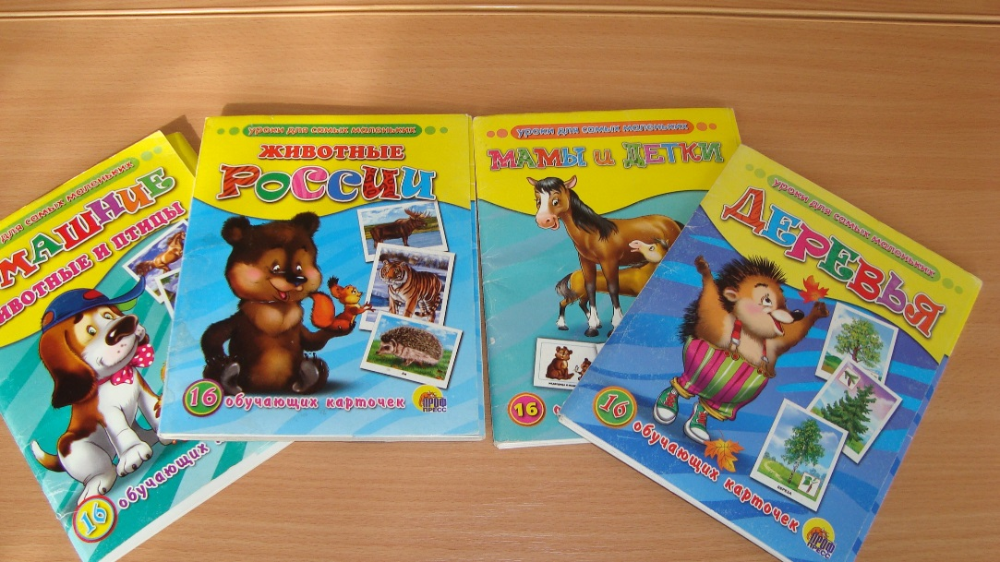 для самых маленьких
МАШНИЕ
ИВОТНЫЕ И ПТИЦЫ
16 обучающих
уроки для самых маленьких
ЖИВОТНЫЕ
РОССИИ
16 обучающих карточек
ПРОФ
ПРЕСС
уроки для самых маленьких
МАМЫ и ДЕТКИ
16
уроки для самых маленьких
ДЕРЕВЬЯ
БЕРЕЗА
16 обучающих карточек
ПРОФ
ПРЕСС